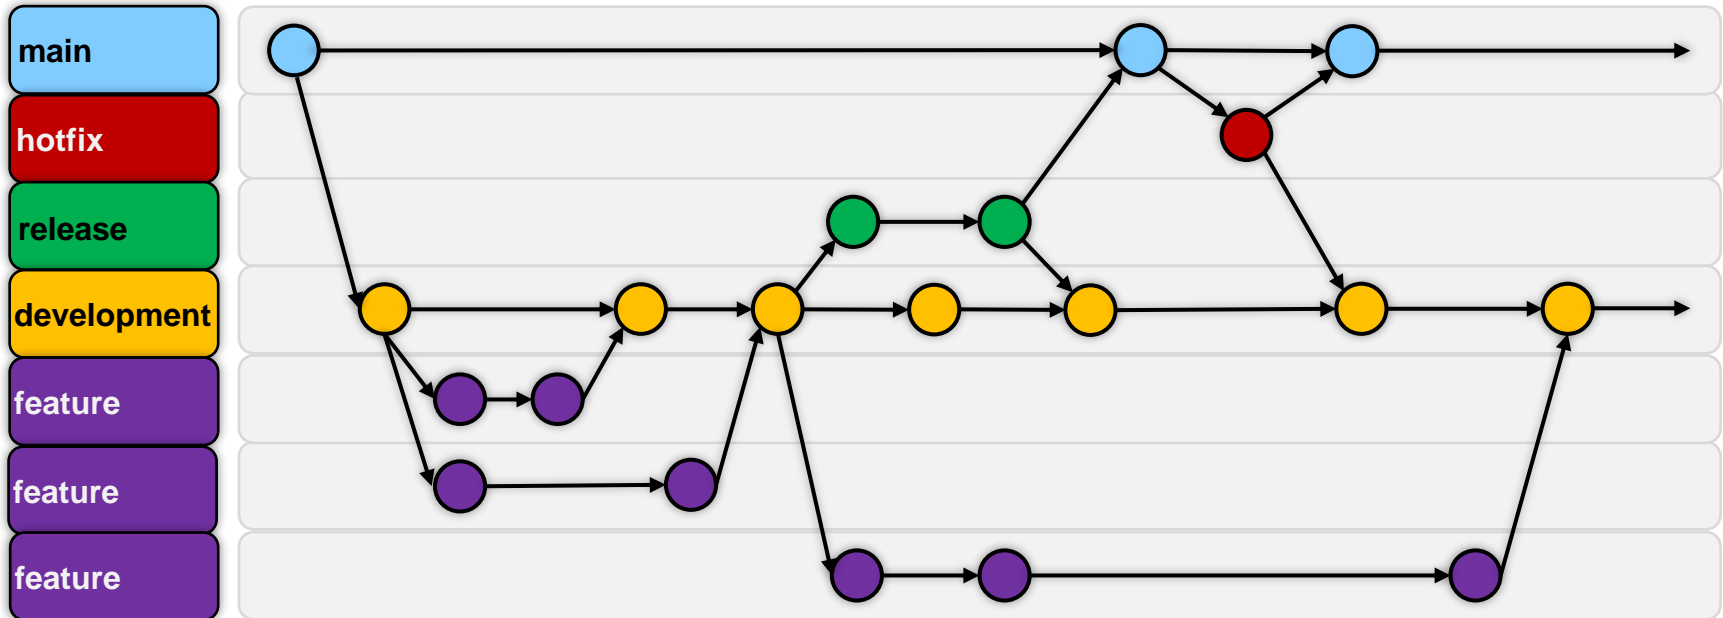 main
hotfix
release
development
feature
feature
feature